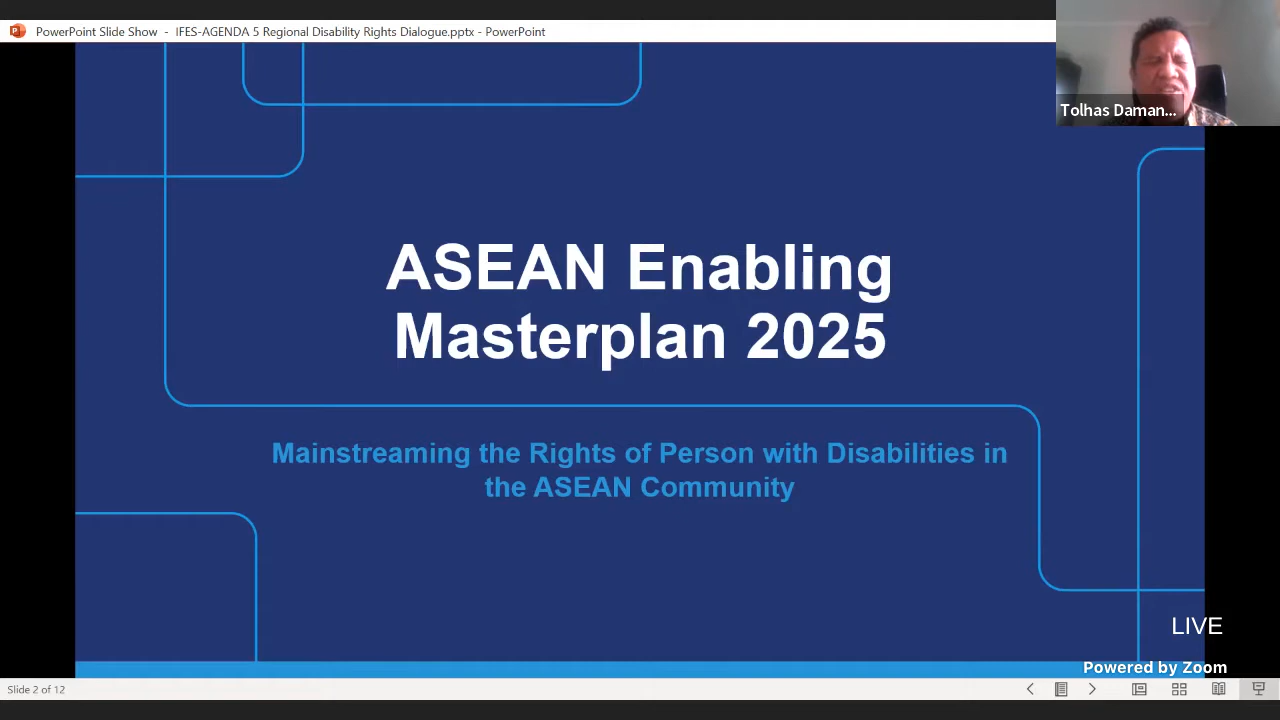 PowerPoint Slide Show - IFES-AGENDA 5 Regional Disability Rights Dialogue.pptx - PowerPoint
Tolhas Daman...
ASEAN Enabling
Masterplan 2025
Mainstreaming the Rights of Person with Disabilities in
the ASEAN Community
LIVE
Powered by Zoom
Slide 2 of 12